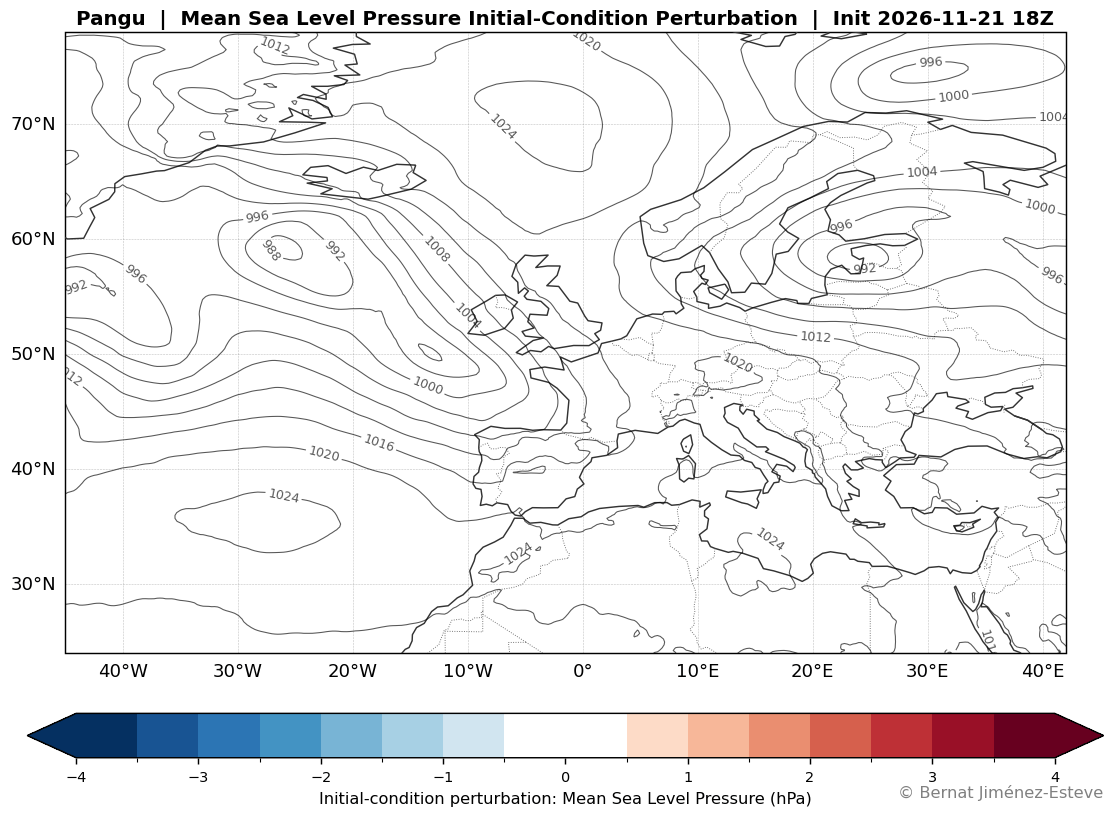 Pangu | Mean Sea Level Pressure Initial-Condition Perturbation | Init 2026-11-21 18Z
1012
1020
996
1000
1004
1024
70°N
1004
1000
996
60°N
996
988
992
1008
992
996
996
992
1004
1012
50°N
1020
1012
1000
1016
1020
40°N
1024
1024
1024
30°N
101
40°W 30°W 20°W 10°W 0° 10°E 20°E 30°E 40°E
−4 −3 −2 −1 0 1 2 3 4
Initial-condition perturbation: Mean Sea Level Pressure (hPa)
© Bernat Jiménez-Esteve